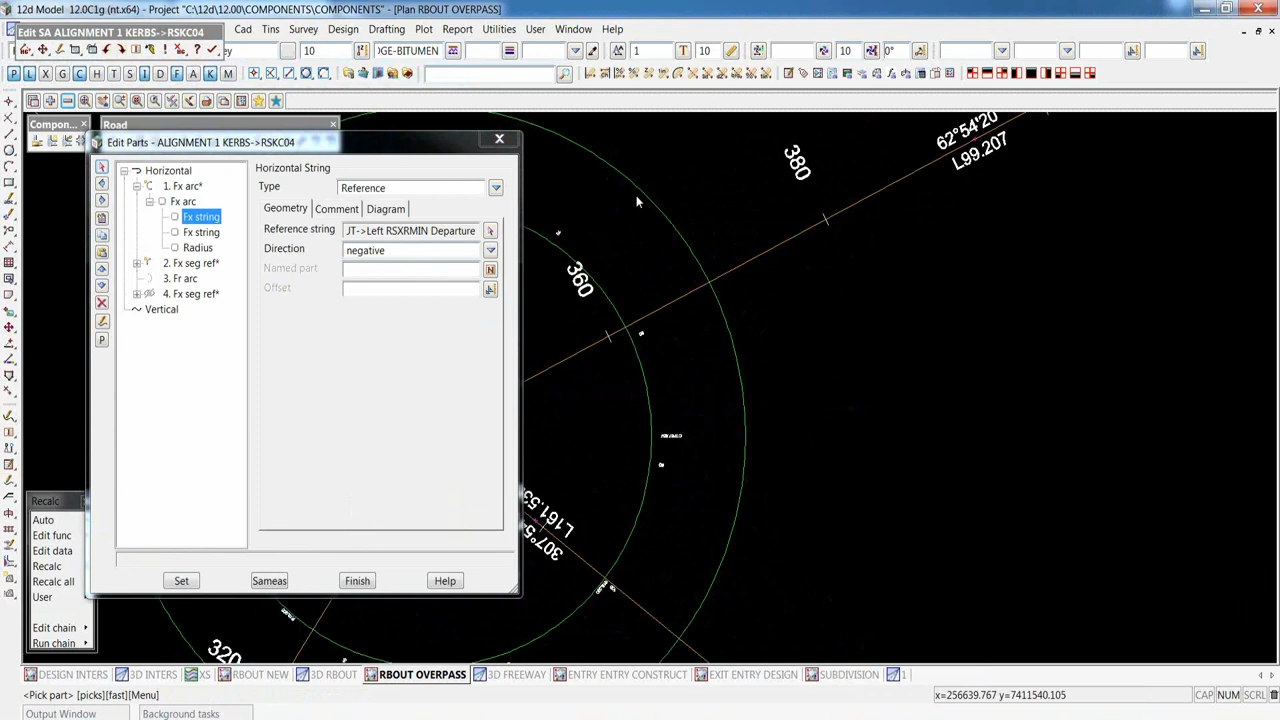 12d Model 12.0C1g (nt.x64) - Project "C:\12d\12.00\COMPONENTS\COMPONENTS" - [Plan RBOUT OVERPASS]
Edit SA ALIGNMENT 1 KERBS->RSKC04
Cad Tins Survey Design Drafting Plot Report Utilities User Window Help
10 DGE-BITUMEN 1 T 10 10 0°
P L X G C H T S I D F A K M
Compon... Road
Edit Parts - ALIGNMENT 1 KERBS->RSKC04
Horizontal
1. Fx arc*
Fx arc
Fx string
Fx string
Radius
2. Fx seg ref*
3. Fr arc
4. Fx seg ref*
Vertical
P
Horizontal String
Type Reference
Geometry Comment Diagram
Reference string JT->Left RSXRMIN Departure
Direction negative
Named part N
Offset
Set Sameas Finish Help
62°54'20
L99.207
380
360
L161.53
307°5
320
Recalc
Auto
Edit func
Edit data
Recalc
Recalc all
User
Edit chain
Run chain
DESIGN INTERS 3D INTERS XS RBOUT NEW 3D RBOUT RBOUT OVERPASS 3D FREEWAY ENTRY ENTRY CONSTRUCT EXIT ENTRY DESIGN SUBDIVISION 1
<Pick part> [picks][fast][Menu] x=256639.767 y=7411540.105 CAP NUM SCRL
Output Window Background tasks